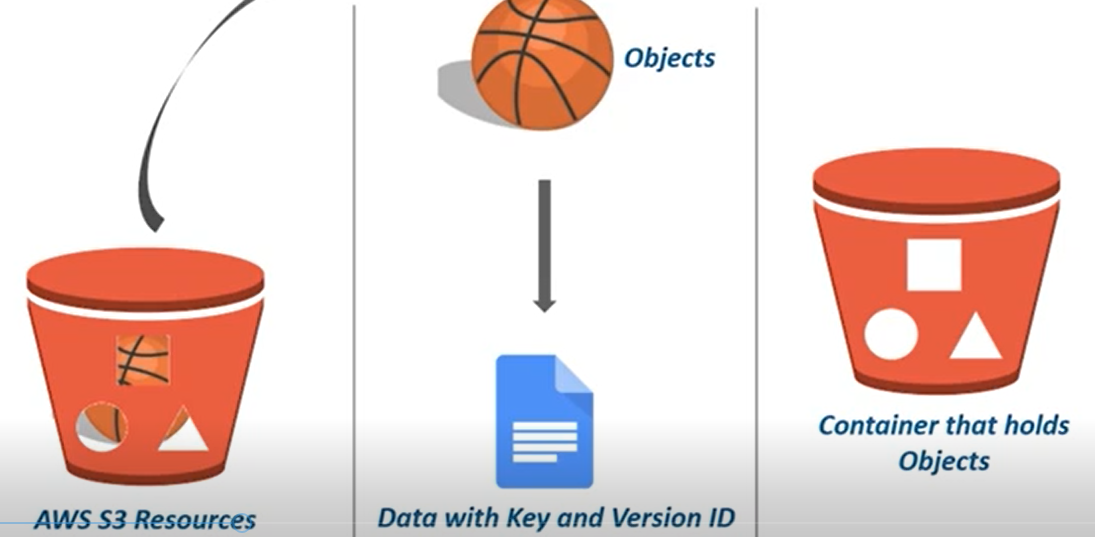 Objects
Container that holds
Objects
AWS S3 Resources
Data with Key and Version ID